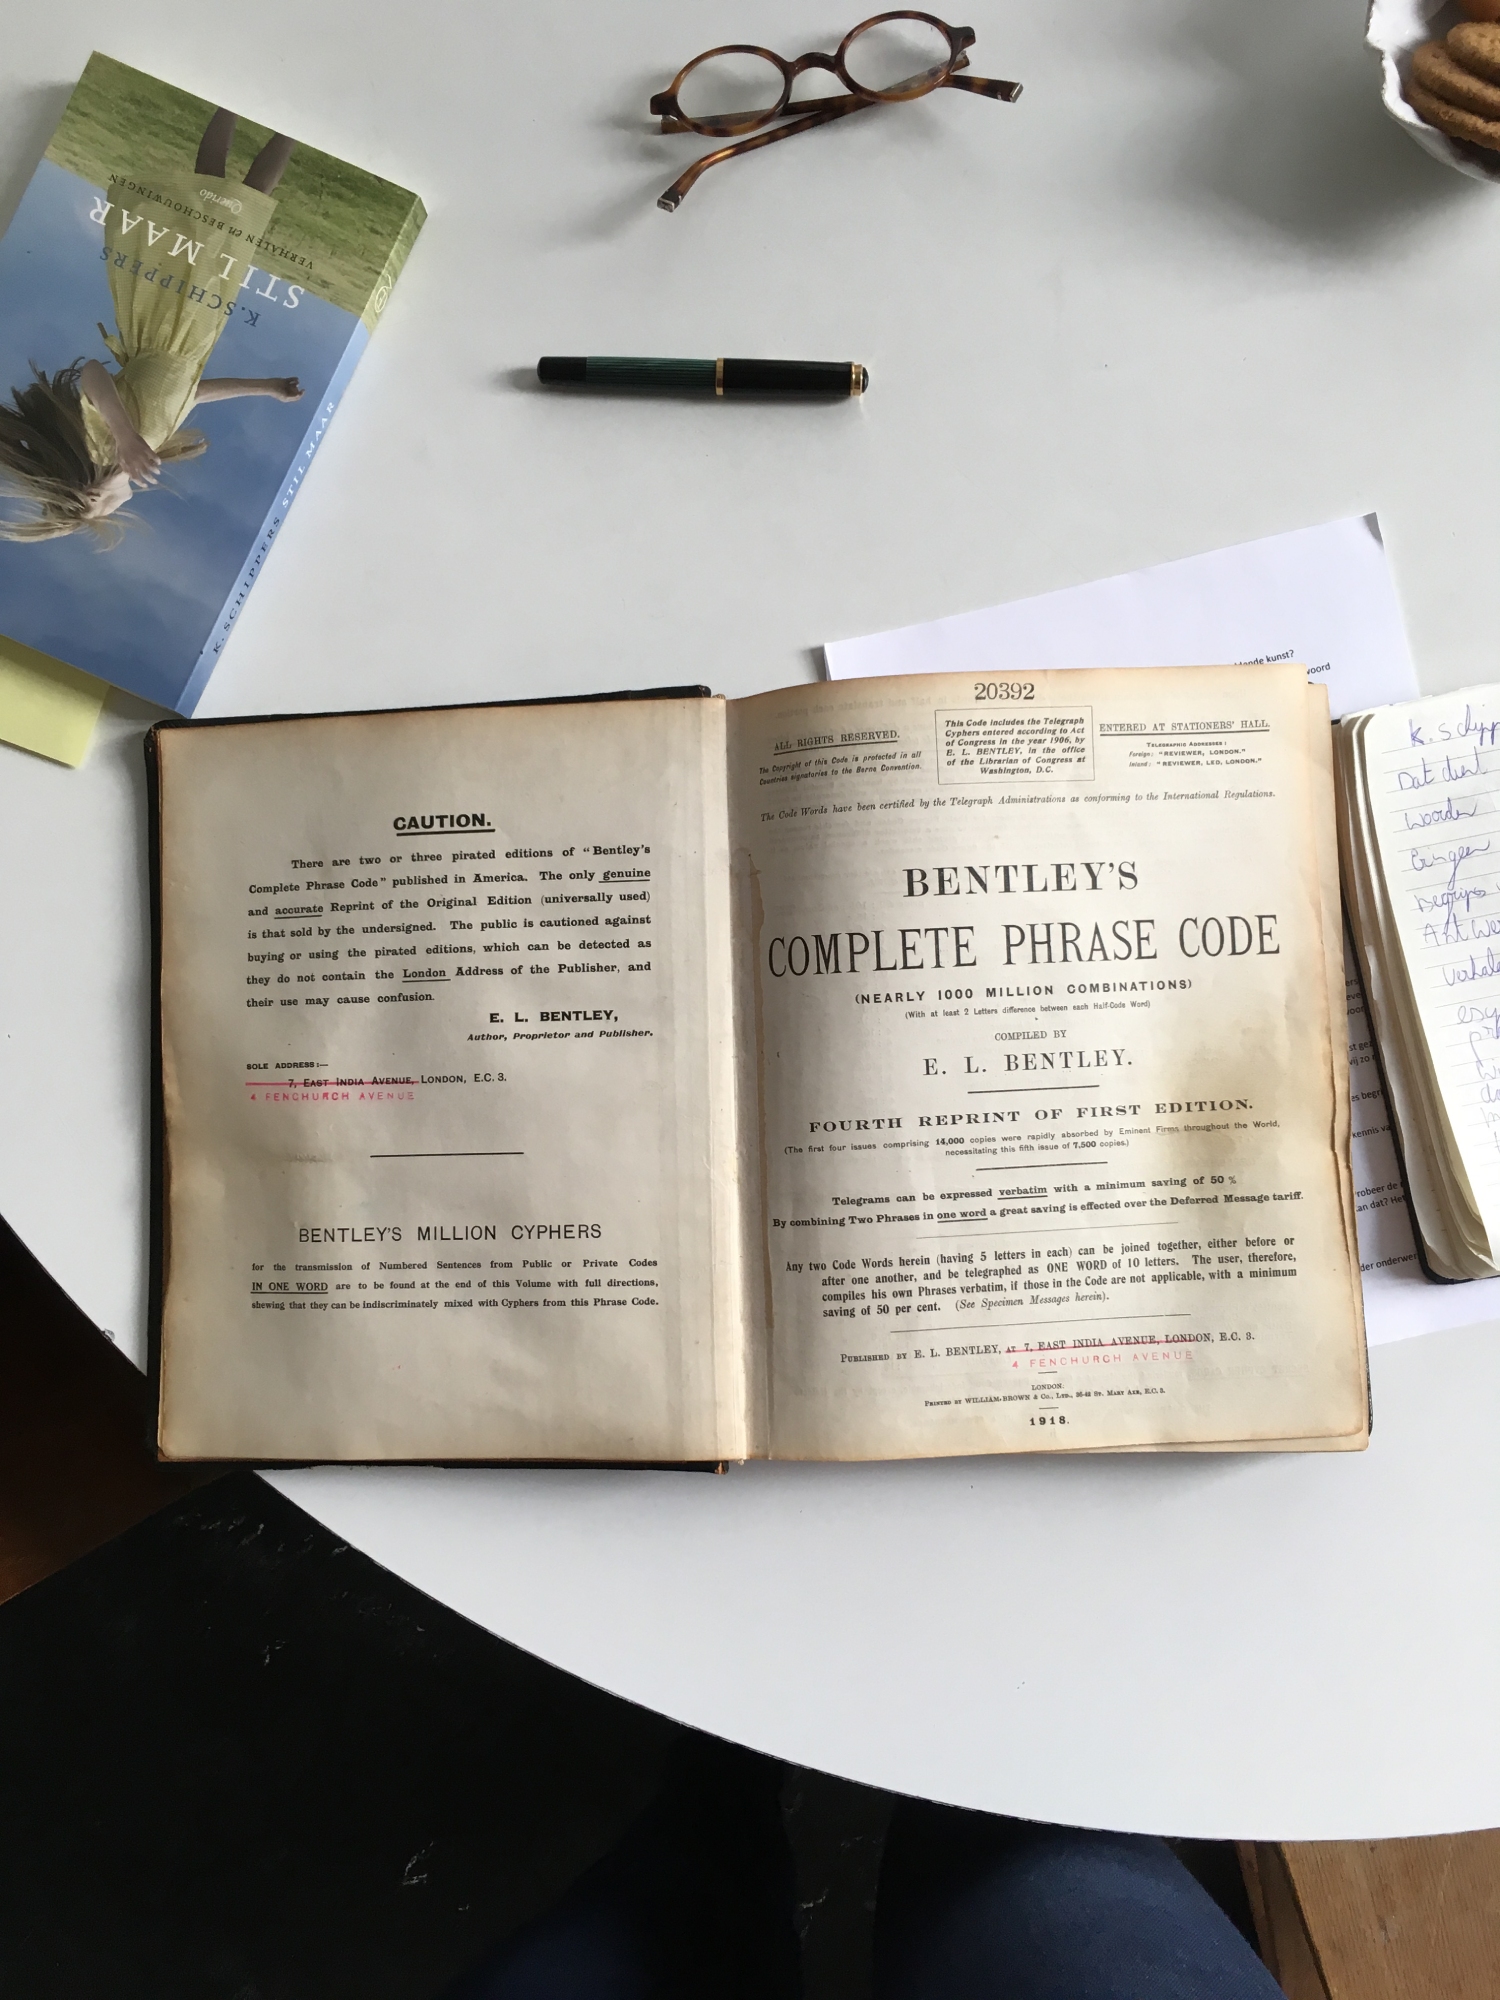 K. SCHIPPERS
STIL MAAR
VERHALEN en BESCHOUWINGEN
Querido
K. SCHIPPERS STIL MAAR
kunst?
woord
CAUTION.
There are two or three pirated editions of "Bentley's
Complete Phrase Code" published in America. The only genuine
and accurate Reprint of the Original Edition (universally used)
is that sold by the undersigned. The public is cautioned against
buying or using the pirated editions, which can be detected as
they do not contain the London Address of the Publisher, and
their use may cause confusion.
E. L. BENTLEY,
Author, Proprietor and Publisher.
SOLE ADDRESS:—
7, EAST INDIA AVENUE, LONDON, E.C. 3.
4 FENCHURCH AVENUE
BENTLEY'S MILLION CYPHERS
for the transmission of Numbered Sentences from Public or Private Codes
IN ONE WORD are to be found at the end of this Volume with full directions,
shewing that they can be indiscriminately mixed with Cyphers from this Phrase Code.
20392
ALL RIGHTS RESERVED.
The Copyright of this Code is protected in all
Countries signatories to the Berne Convention.
This Code includes the Telegraph
Cyphers entered according to Act
of Congress in the year 1906, by
E. L. BENTLEY, in the office
of the Librarian of Congress at
Washington, D.C.
ENTERED AT STATIONERS' HALL.
TELEGRAPHIC ADDRESSES:
Foreign: "REVIEWER, LONDON."
Inland: "REVIEWER, LED, LONDON."
The Code Words have been certified by the Telegraph Administrations as conforming to the International Regulations.
BENTLEY'S
COMPLETE PHRASE CODE
(NEARLY 1000 MILLION COMBINATIONS)
(With at least 2 Letters difference between each Half-Code Word)
COMPILED BY
E. L. BENTLEY.
FOURTH REPRINT OF FIRST EDITION.
(The first four issues comprising 14,000 copies were rapidly absorbed by Eminent Firms throughout the World,
necessitating this fifth issue of 7,500 copies.)
Telegrams can be expressed verbatim with a minimum saving of 50 %
By combining Two Phrases in one word a great saving is effected over the Deferred Message tariff.
Any two Code Words herein (having 5 letters in each) can be joined together, either before or
after one another, and be telegraphed as ONE WORD of 10 letters. The user, therefore,
compiles his own Phrases verbatim, if those in the Code are not applicable, with a minimum
saving of 50 per cent. (See Specimen Messages herein).
PUBLISHED BY E. L. BENTLEY, AT 7, EAST INDIA AVENUE, LONDON, E.C. 3.
4 FENCHURCH AVENUE
LONDON.
PRINTED BY WILLIAM BROWN & CO., LTD., 36-42 ST. MARY AXE, E.C. 3.
1918.
K. Schipp
Dat
woorden